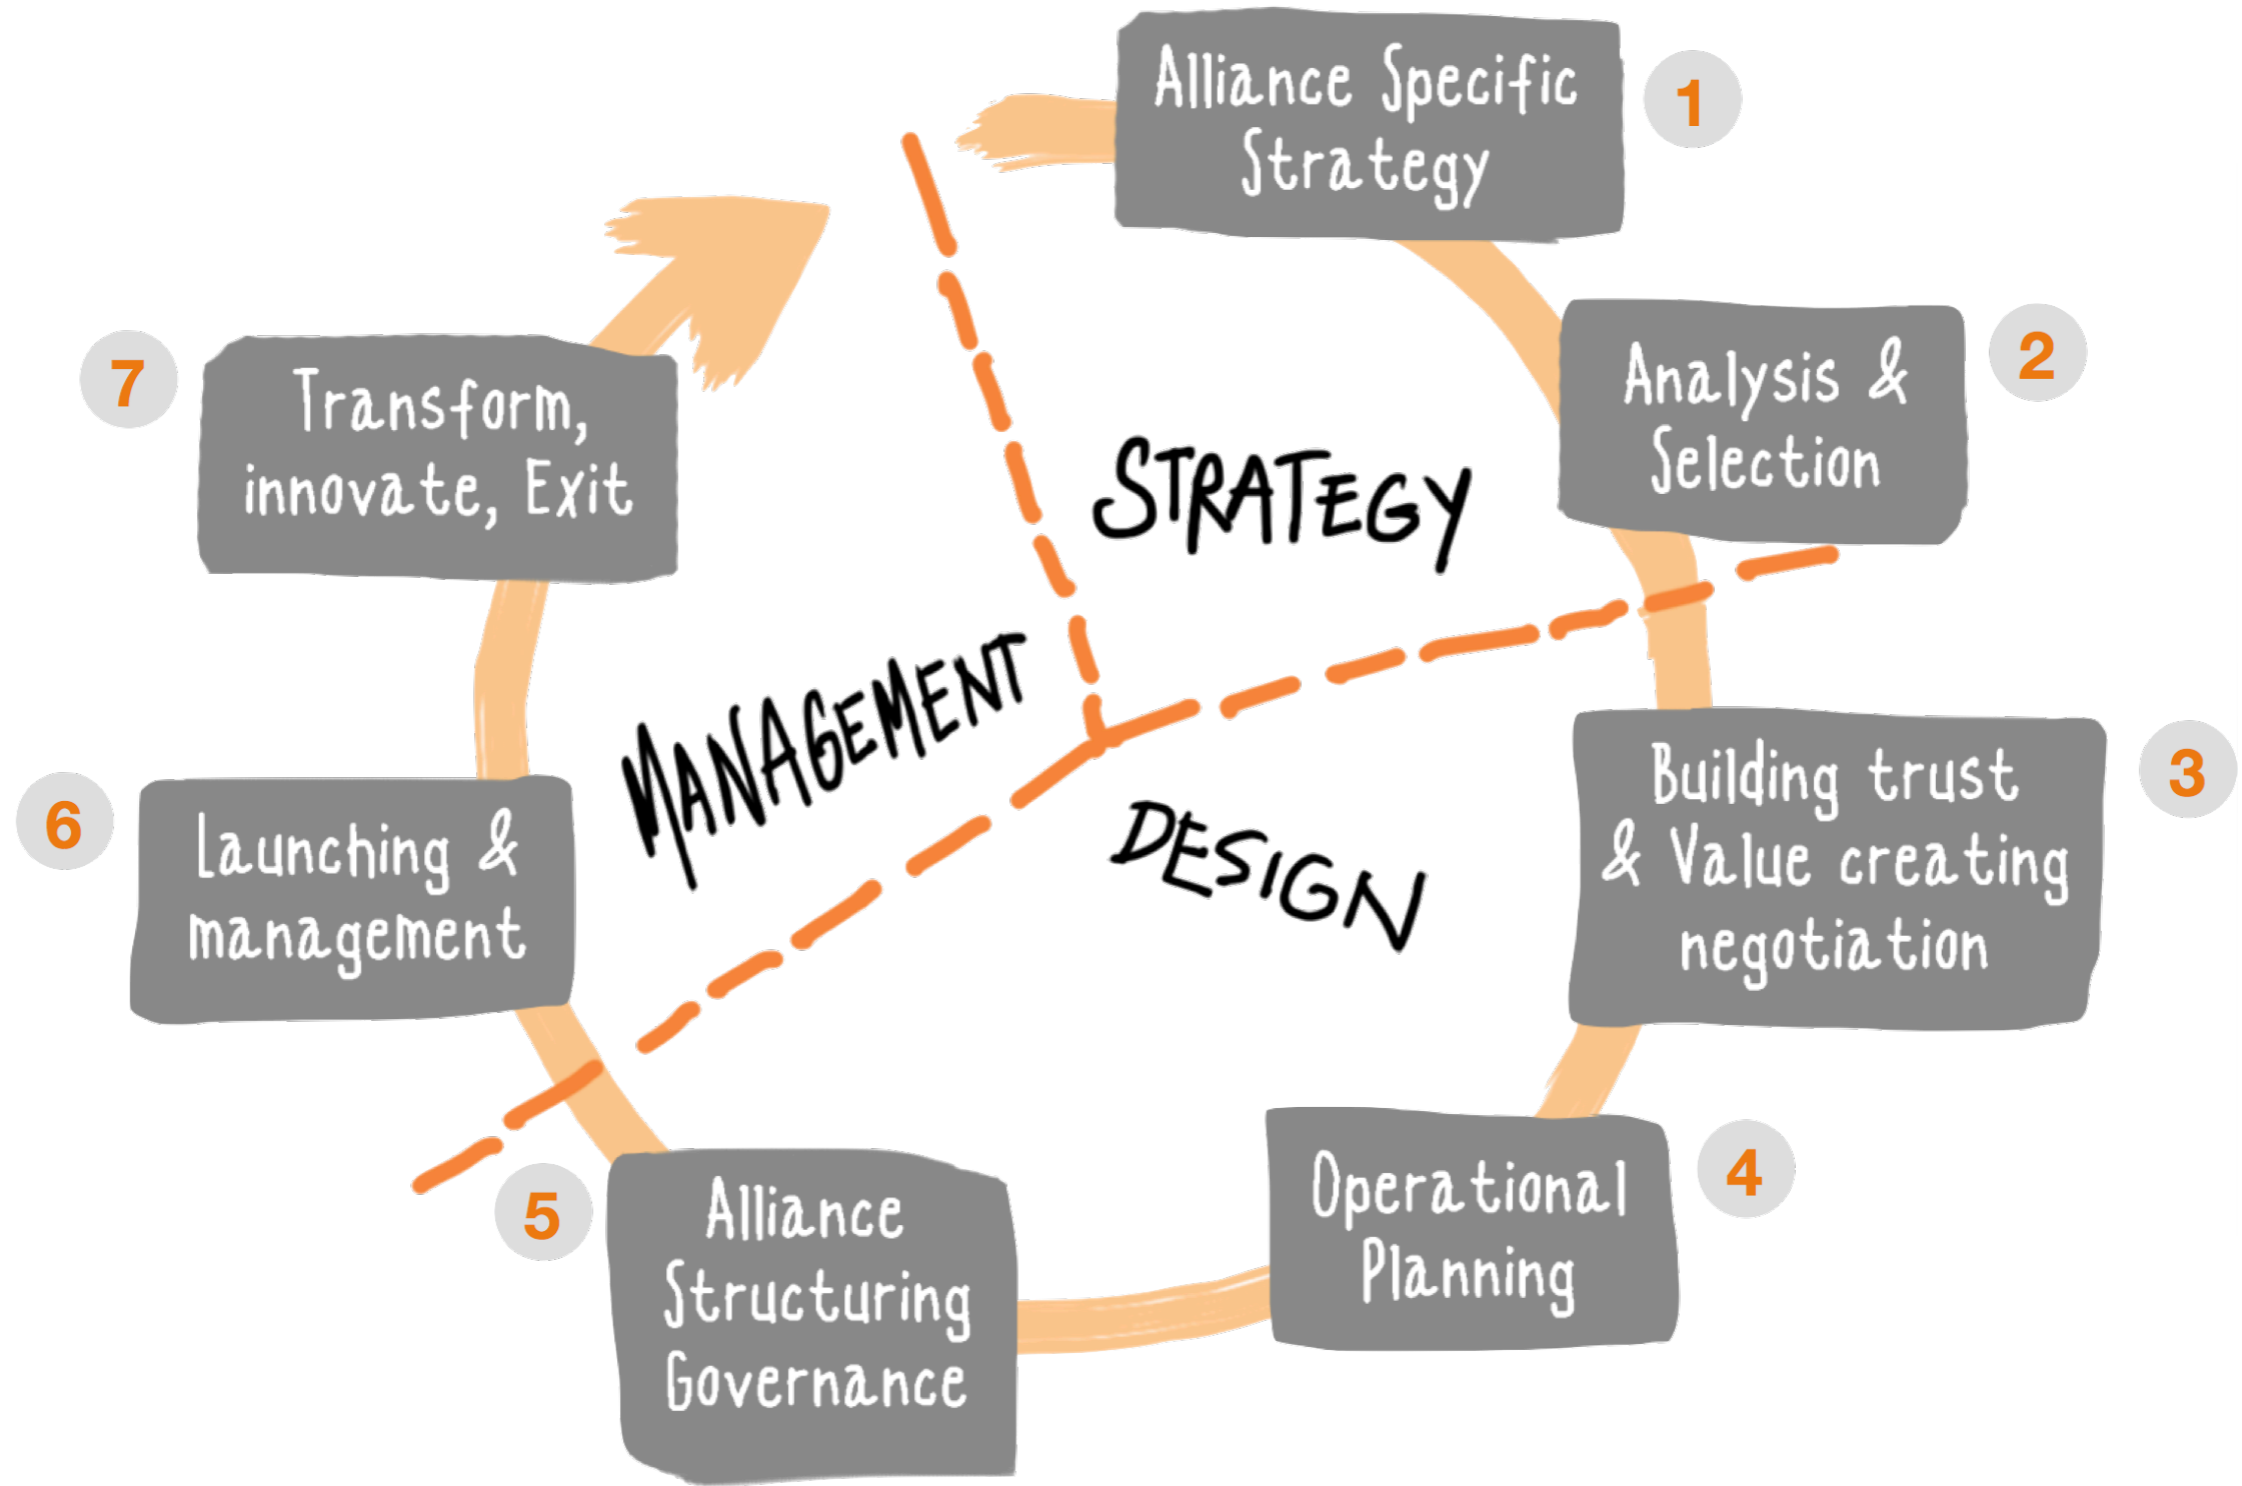 Alliance Specific
Strategy
1
Analysis &
Selection
2
Building trust
& Value creating
negotiation
3
Operational
Planning
4
Alliance
Structuring
Governance
5
Launching &
management
6
Transform,
innovate, Exit
7
STRATEGY
DESIGN
MANAGEMENT